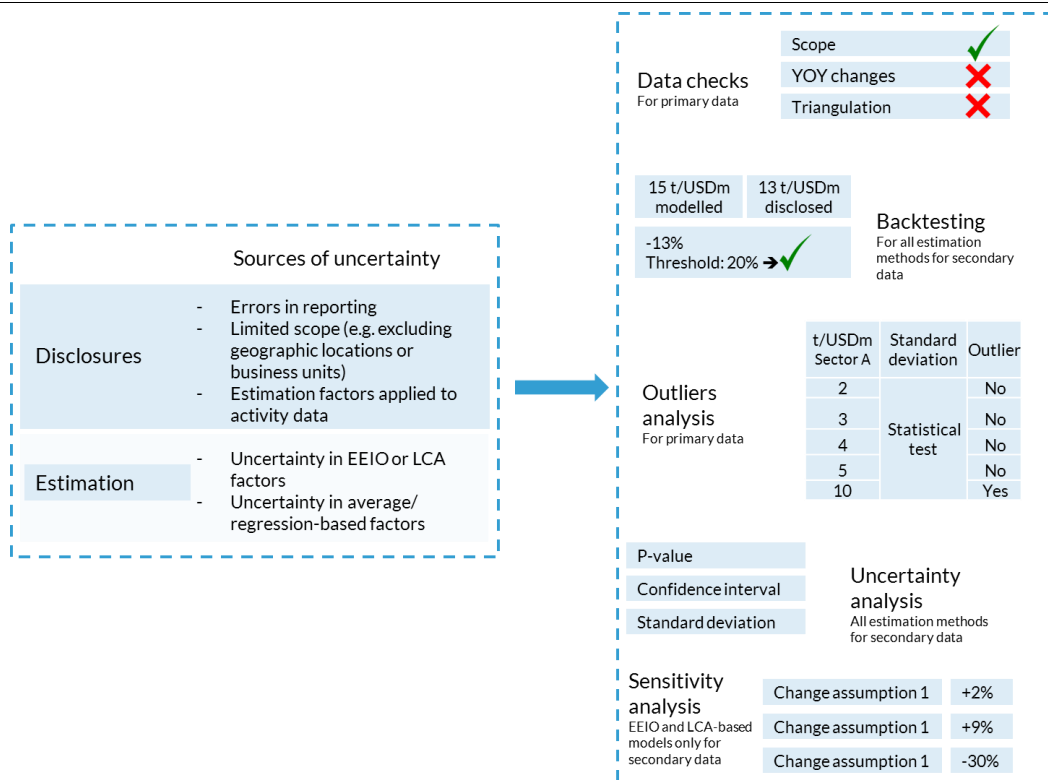 Sources of uncertainty
Disclosures
- Errors in reporting
- Limited scope (e.g. excluding
geographic locations or
business units)
- Estimation factors applied to
activity data
Estimation
- Uncertainty in EEIO or LCA
factors
- Uncertainty in average/
regression-based factors
Data checks
For primary data
Scope
YOY changes
Triangulation
15 t/USDm
modelled
13 t/USDm
disclosed
-13%
Threshold: 20% ➔
Backtesting
For all estimation
methods for secondary
data
Outliers
analysis
For primary data
t/USDm
Sector A
Standard
deviation
Outlier
2 No
3 No
Statistical
test
4 No
5 No
10 Yes
P-value
Confidence interval
Standard deviation
Uncertainty
analysis
All estimation methods
for secondary data
Sensitivity
analysis
EEIO and LCA-based
models only for
secondary data
Change assumption 1 +2%
Change assumption 1 +9%
Change assumption 1 -30%